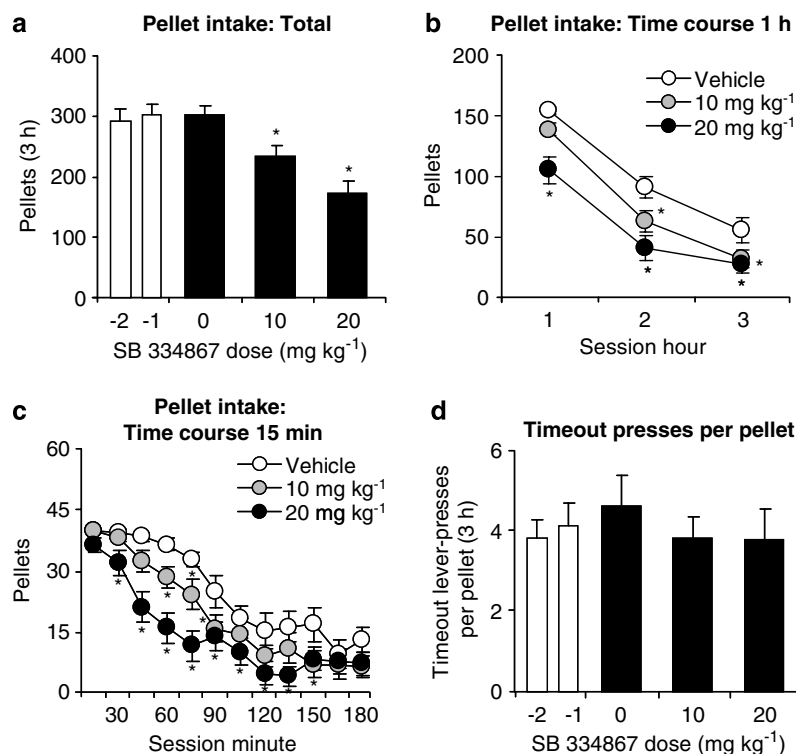 a
Pellet intake: Total
400
300
200
100
0
Pellets (3 h)
*
*
-2 -1 0 10 20
SB 334867 dose (mg kg-1)
b
Pellet intake: Time course 1 h
200
150
100
50
0
Pellets
Vehicle
10 mg kg-1
20 mg kg-1
*
*
*
*
*
1 2 3
Session hour
c
Pellet intake:
Time course 15 min
60
45
30
15
0
Pellets
Vehicle
10 mg kg-1
20 mg kg-1
*
*
*
*
*
*
*
*
*
*
*
*
30 60 90 120 150 180
Session minute
d
Timeout presses per pellet
6
4
2
0
Timeout lever-presses
per pellet (3 h)
-2 -1 0 10 20
SB 334867 dose (mg kg-1)